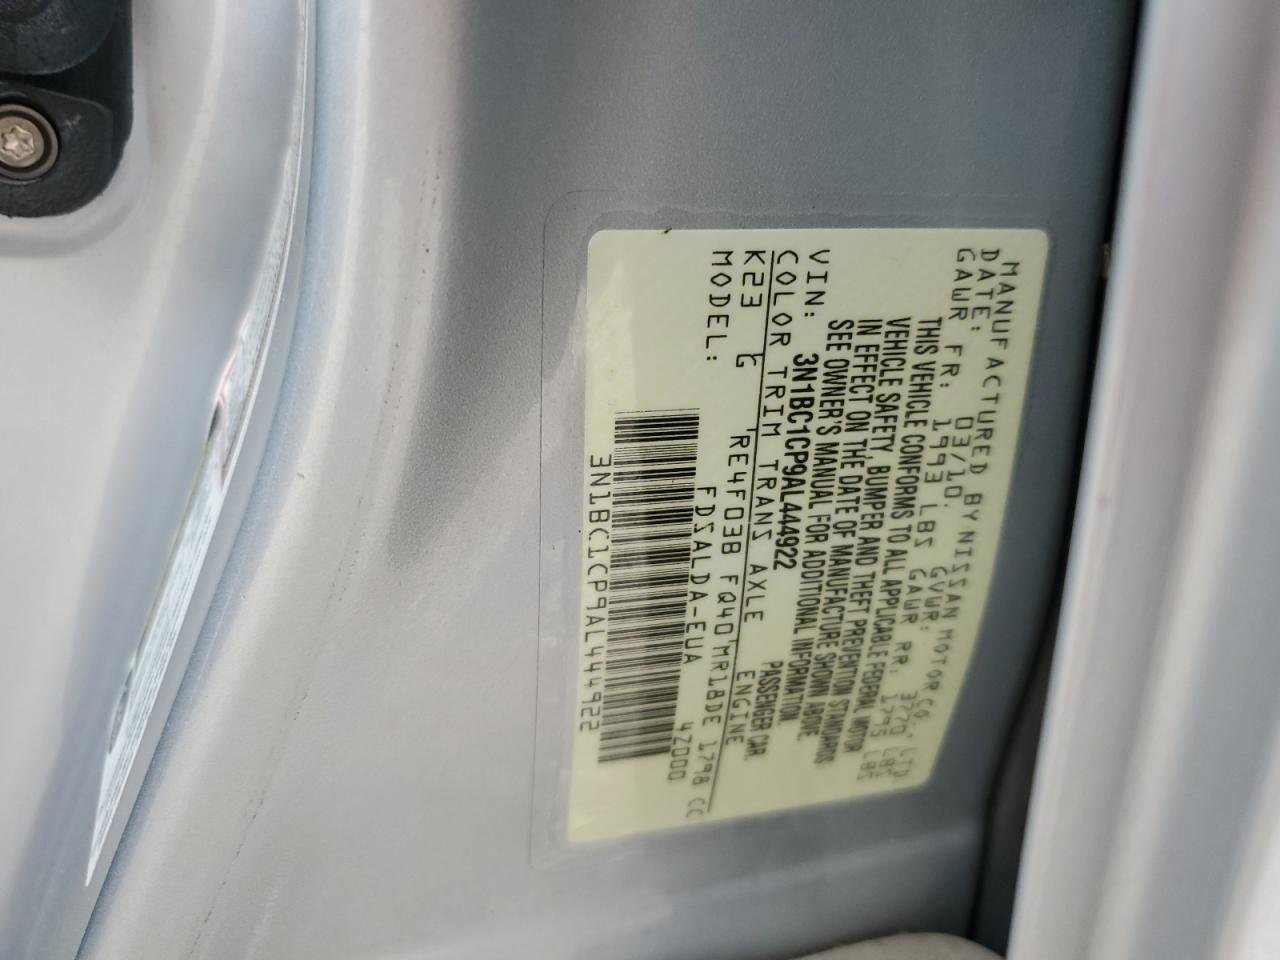 MANUFACTURED BY NISSAN MOTOR CO., LTD
DATE: 03/10. GVWR: 3770 LBS
GAWR FR: 1993 LBS GAWR RR: 1795 LBS
THIS VEHICLE CONFORMS TO ALL APPLICABLE FEDERAL MOTOR
VEHICLE SAFETY, BUMPER AND THEFT PREVENTION STANDARDS
IN EFFECT ON THE DATE OF MANUFACTURE SHOWN ABOVE.
SEE OWNER'S MANUAL FOR ADDITIONAL INFORMATION.
VIN: 3N1BC1CP9AL444922 PASSENGER CAR.
COLOR TRIM TRANS AXLE ENGINE
K23 G RE4F03B FQ40 MR18DE 1798 CC
MODEL: FDSALDA-EUA 4Z000
3N1BC1CP9AL444922